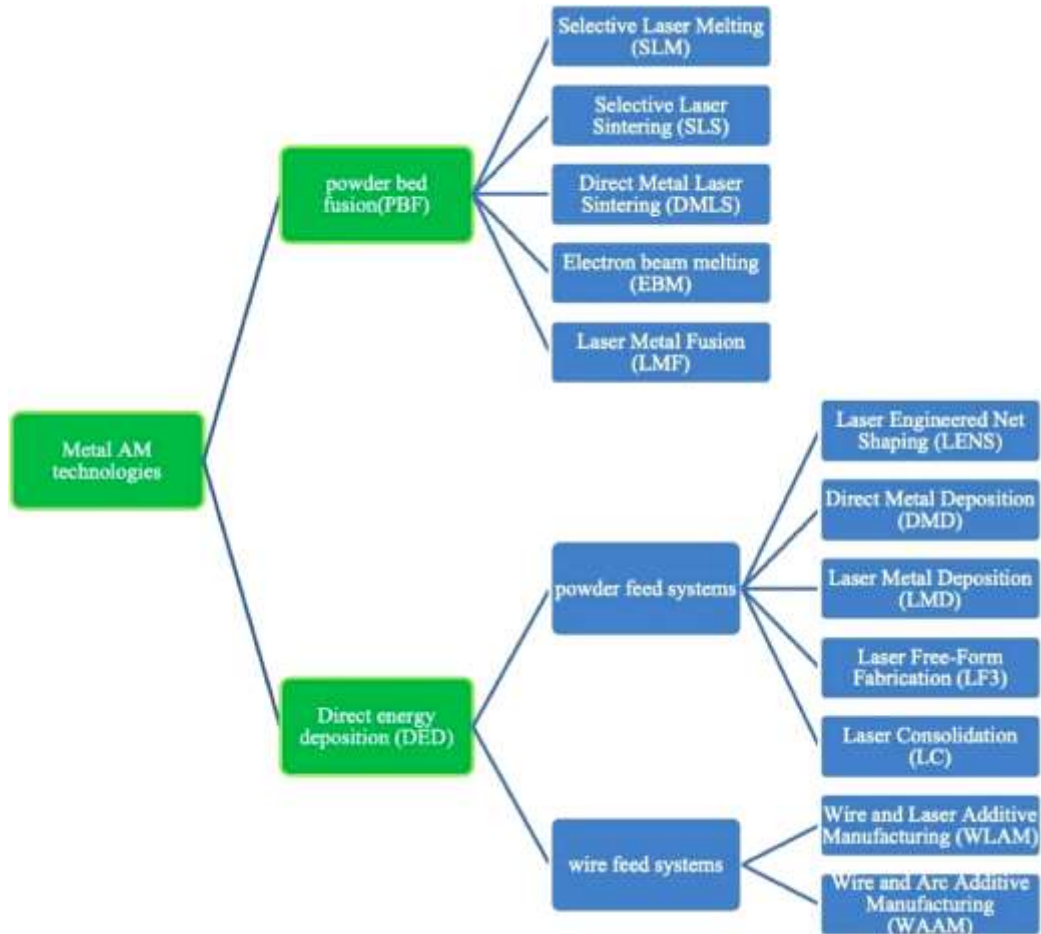 Selective Laser Melting
(SLM)
Selective Laser
Sintering (SLS)
powder bed
fusion(PBF)
Direct Metal Laser
Sintering (DMLS)
Electron beam melting
(EBM)
Laser Metal Fusion
(LMF)
Metal AM
technologies
Laser Engineered Net
Shaping (LENS)
Direct Metal Deposition
(DMD)
powder feed systems
Laser Metal Deposition
(LMD)
Laser Free-Form
Fabrication (LF3)
Direct energy
deposition (DED)
Laser Consolidation
(LC)
Wire and Laser Additive
Manufacturing (WLAM)
wire feed systems
Wire and Arc Additive
Manufacturing
(WAAM)